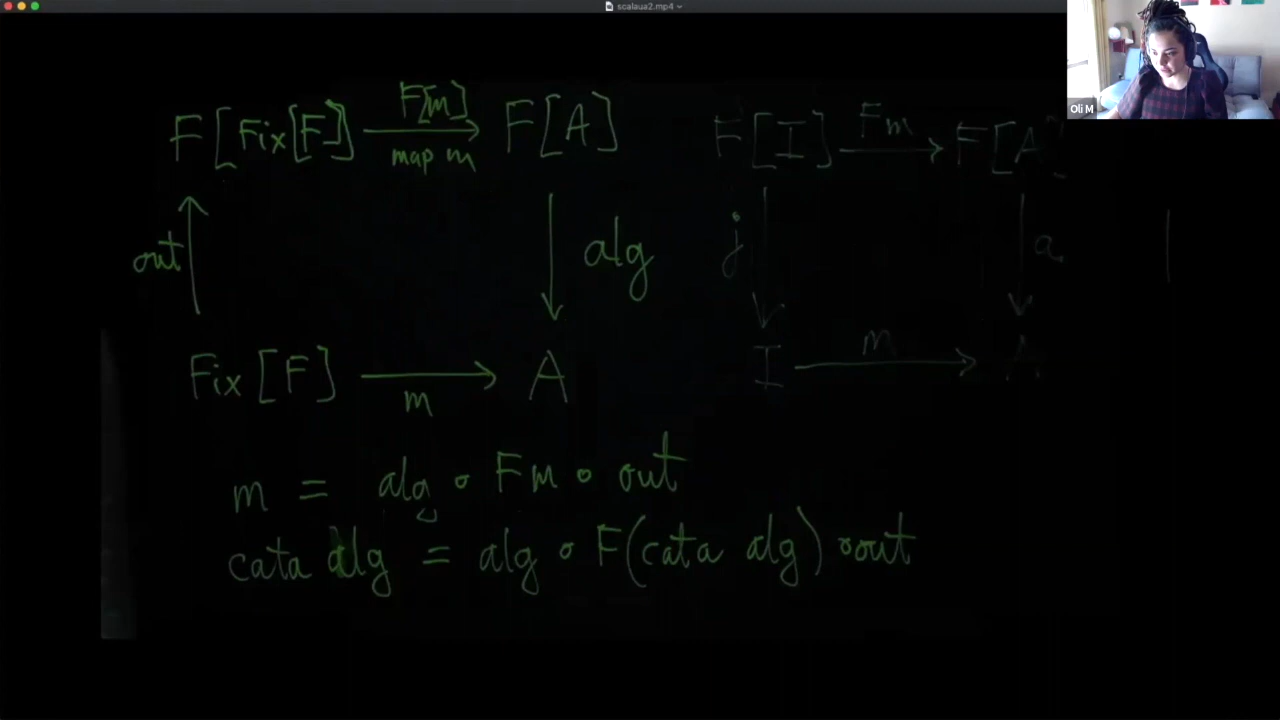 scalaua2.mp4
Oli M
F[m]
F[Fix[F]] F[A]
map m
Fm
F[I] F[A]
out alg
j
a
Fix[F] A
m
m
I A
m = alg ∘ Fm ∘ out
cata alg = alg ∘ F(cata alg) ∘ out